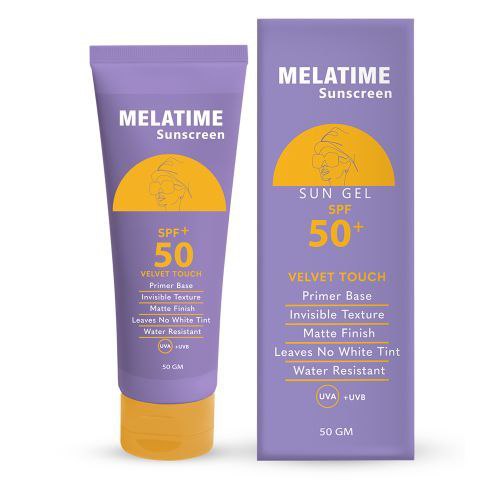 MELATIME
Sunscreen
SPF+
50
VELVET TOUCH
Primer Base
Invisible Texture
Matte Finish
Leaves No White Tint
Water Resistant
UVA +UVB
50 GM
MELATIME
Sunscreen
SUN GEL
SPF
50+
VELVET TOUCH
Primer Base
Invisible Texture
Matte Finish
Leaves No White Tint
Water Resistant
UVA +UVB
50 GM